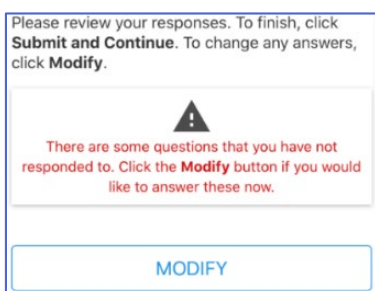 Please review your responses. To finish, click
Submit and Continue. To change any answers,
click Modify.
There are some questions that you have not
responded to. Click the Modify button if you would
like to answer these now.
MODIFY